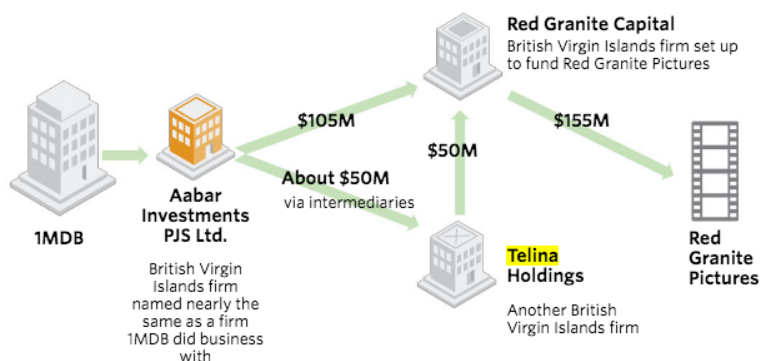 Red Granite Capital
British Virgin Islands firm set up
to fund Red Granite Pictures
$105M
$155M
$50M
About $50M
via intermediaries
1MDB
Aabar
Investments
PJS Ltd.
British Virgin
Islands firm
named nearly the
same as a firm
1MDB did business
with
Telina
Holdings
Another British
Virgin Islands firm
Red
Granite
Pictures